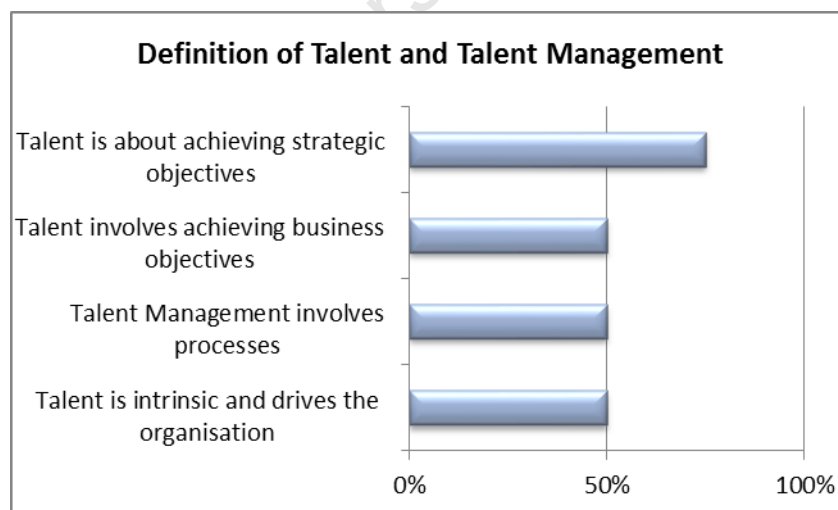 Definition of Talent and Talent Management
Talent is about achieving strategic
objectives
Talent involves achieving business
objectives
Talent Management involves
processes
Talent is intrinsic and drives the
organisation
0%
50%
100%